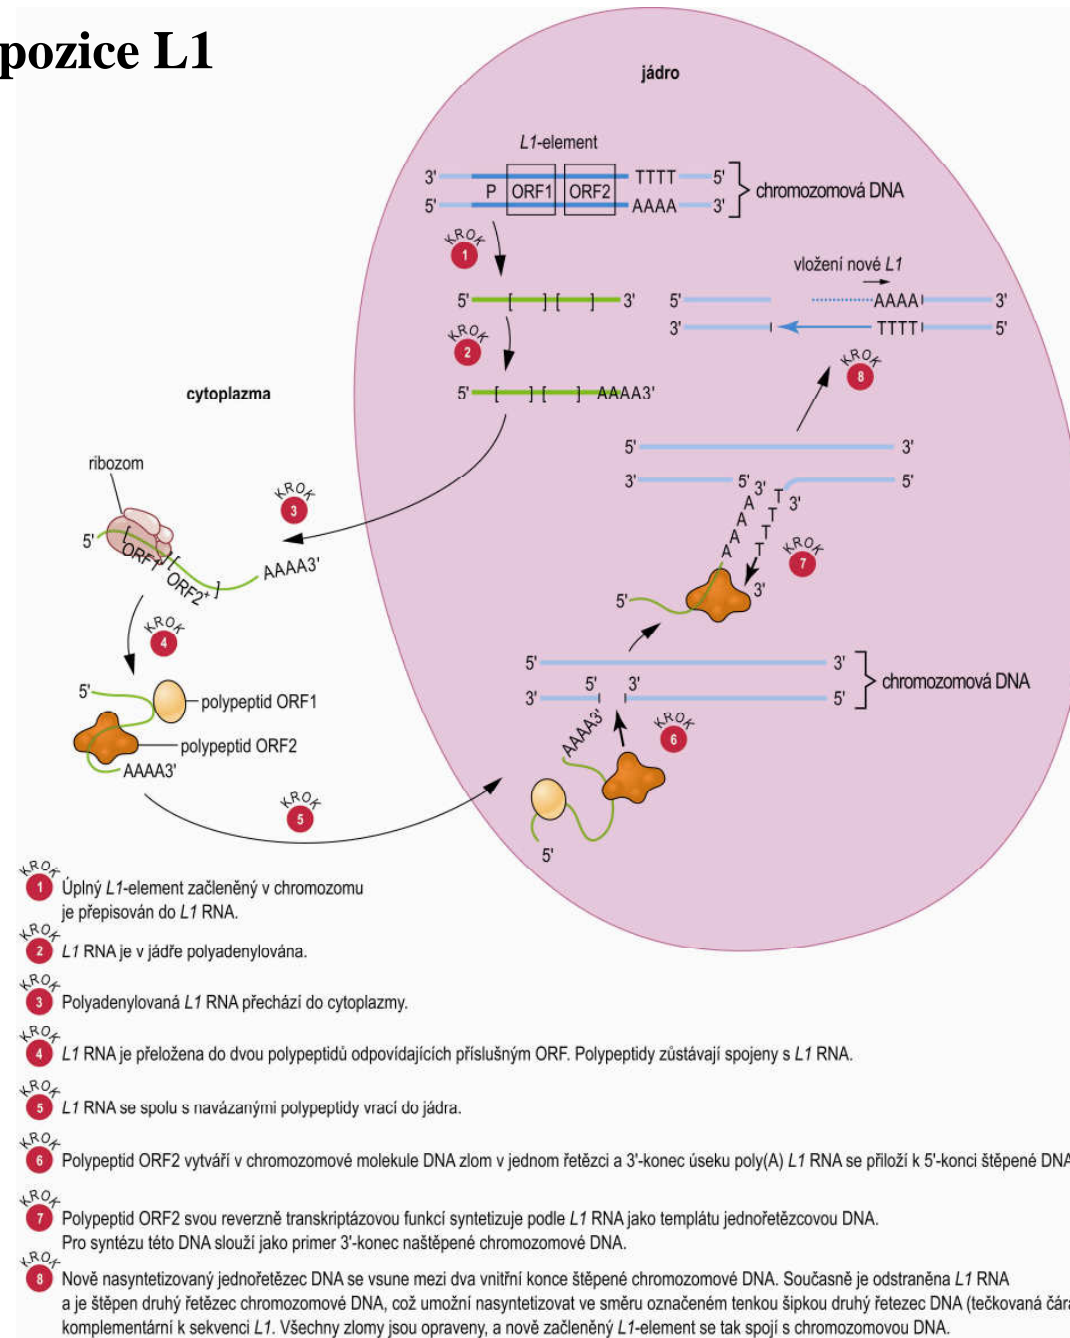 pozice L1
jádro
L1-element
3' TTTT 5'
P ORF1 ORF2
5' AAAA 3'
chromozomová DNA
KROK 1
5' [ ] [ ] 3'
KROK 2
5' [ ] [ ] AAAA3'
vložení nové L1
5' AAAA 3'
3' TTTT 5'
KROK 8
cytoplazma
ribozom
KROK 3
5' [ ORF1 ] [ ORF2+ ] AAAA3'
KROK 4
5'
polypeptid ORF1
polypeptid ORF2
AAAA3'
KROK 5
5' 3'
3' 5' 3' T 3' 5'
A T
A T
A T
A
KROK 7
5' 3'
5' 3'
5' 3'
3' 5'
chromozomová DNA
AAAA3'
KROK 6
5'
KROK 1 Úplný L1-element začleněný v chromozomu
je přepisován do L1 RNA.
KROK 2 L1 RNA je v jádře polyadenylována.
KROK 3 Polyadenylovaná L1 RNA přechází do cytoplazmy.
KROK 4 L1 RNA je přeložena do dvou polypeptidů odpovídajících příslušným ORF. Polypeptidy zůstávají spojeny s L1 RNA.
KROK 5 L1 RNA se spolu s navázanými polypeptidy vrací do jádra.
KROK 6 Polypeptid ORF2 vytváří v chromozomové molekule DNA zlom v jednom řetězci a 3'-konec úseku poly(A) L1 RNA se přiloží k 5'-konci štěpené DNA
KROK 7 Polypeptid ORF2 svou reverzně transkriptázovou funkcí syntetizuje podle L1 RNA jako templátu jednořetězcovou DNA.
Pro syntézu této DNA slouží jako primer 3'-konec naštěpené chromozomové DNA.
KROK 8 Nově nasyntetizovaný jednořetězec DNA se vsune mezi dva vnitřní konce štěpené chromozomové DNA. Současně je odstraněna L1 RNA
a je štěpen druhý řetězec chromozomové DNA, což umožní nasyntetizovat ve směru označeném tenkou šipkou druhý řetezec DNA (tečkovaná čára
komplementární k sekvenci L1. Všechny zlomy jsou opraveny, a nově začleněný L1-element se tak spojí s chromozomovou DNA.